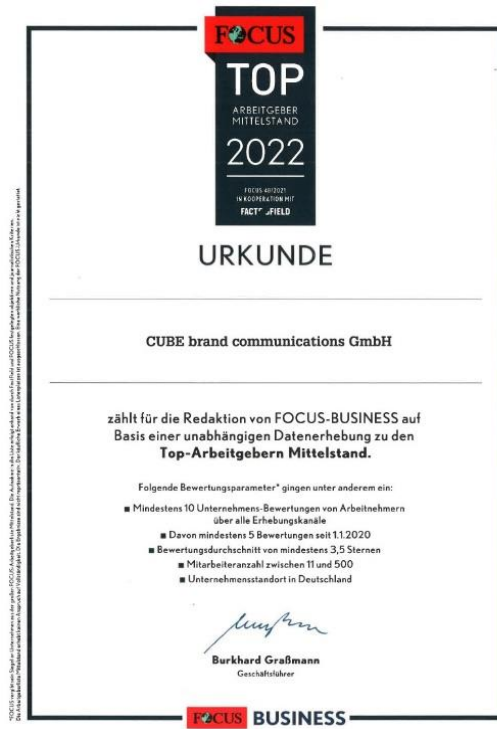 FOCUS
TOP
ARBEITGEBER
MITTELSTAND
2022
FOCUS 40/2021
IN KOOPERATION MIT
FACT FIELD
URKUNDE
CUBE brand communications GmbH
zählt für die Redaktion von FOCUS-BUSINESS auf
Basis einer unabhängigen Datenerhebung zu den
Top-Arbeitgebern Mittelstand.
Folgende Bewertungsparameter* gingen unter anderem ein:
■ Mindestens 10 Unternehmens-Bewertungen von Arbeitnehmern
über alle Erhebungskanäle
■ Davon mindestens 5 Bewertungen seit 1.1.2020
■ Bewertungsdurchschnitt von mindestens 3,5 Sternen
■ Mitarbeiteranzahl zwischen 11 und 500
■ Unternehmensstandort in Deutschland
Burkhard Graßmann
Geschäftsführer
FOCUS BUSINESS